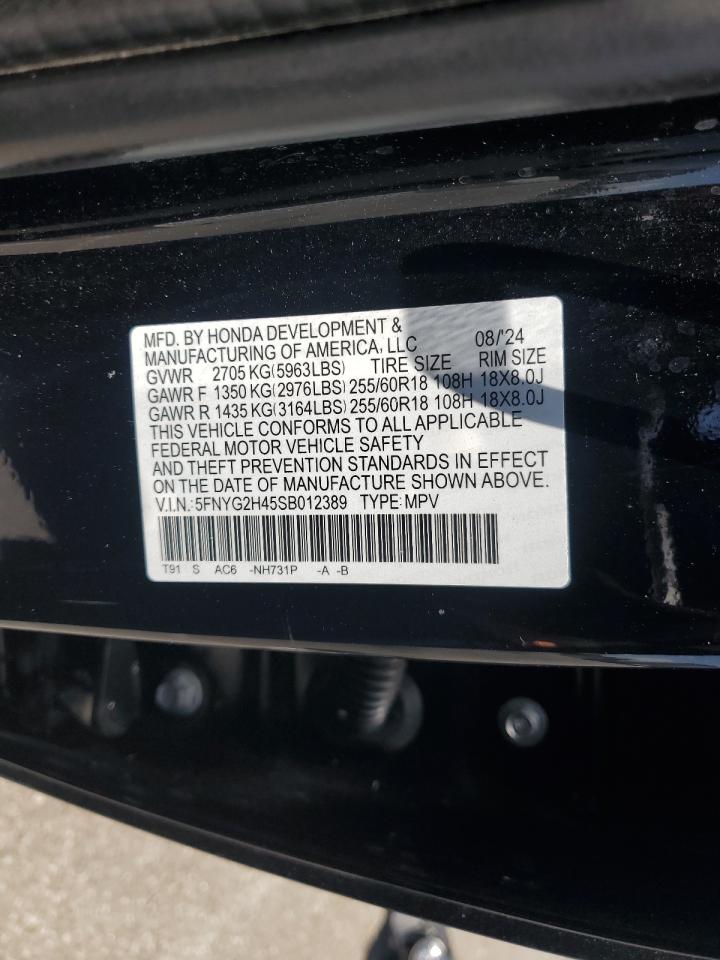 MFD. BY HONDA DEVELOPMENT &
MANUFACTURING OF AMERICA, LLC 08/'24
GVWR 2705 KG(5963LBS) TIRE SIZE RIM SIZE
GAWR F 1350 KG(2976LBS) 255/60R18 108H 18X8.0J
GAWR R 1435 KG(3164LBS) 255/60R18 108H 18X8.0J
THIS VEHICLE CONFORMS TO ALL APPLICABLE
FEDERAL MOTOR VEHICLE SAFETY
AND THEFT PREVENTION STANDARDS IN EFFECT
ON THE DATE OF MANUFACTURE SHOWN ABOVE.
V.I.N.:5FNYG2H45SB012389 TYPE:MPV
T91 S AC6 -NH731P -A -B